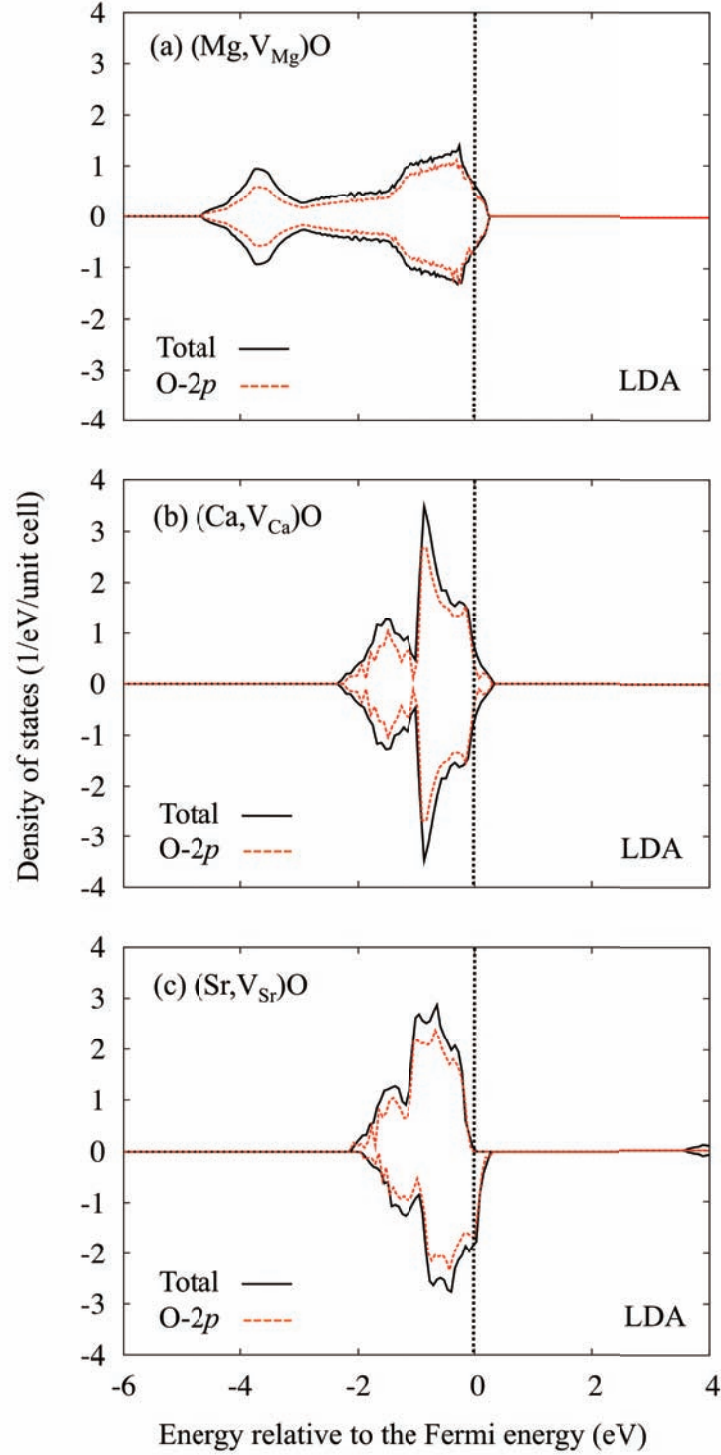 4
(a) (Mg,V_Mg)O
3
2
1
0
-1
-2
Total
-3
O-2p
LDA
-4
4
(b) (Ca,V_Ca)O
3
2
1
0
-1
-2
Total
-3
O-2p
LDA
-4
Density of states (1/eV/unit cell)
4
(c) (Sr,V_Sr)O
3
2
1
0
-1
-2
Total
-3
O-2p
LDA
-4
-6 -4 -2 0 2 4
Energy relative to the Fermi energy (eV)